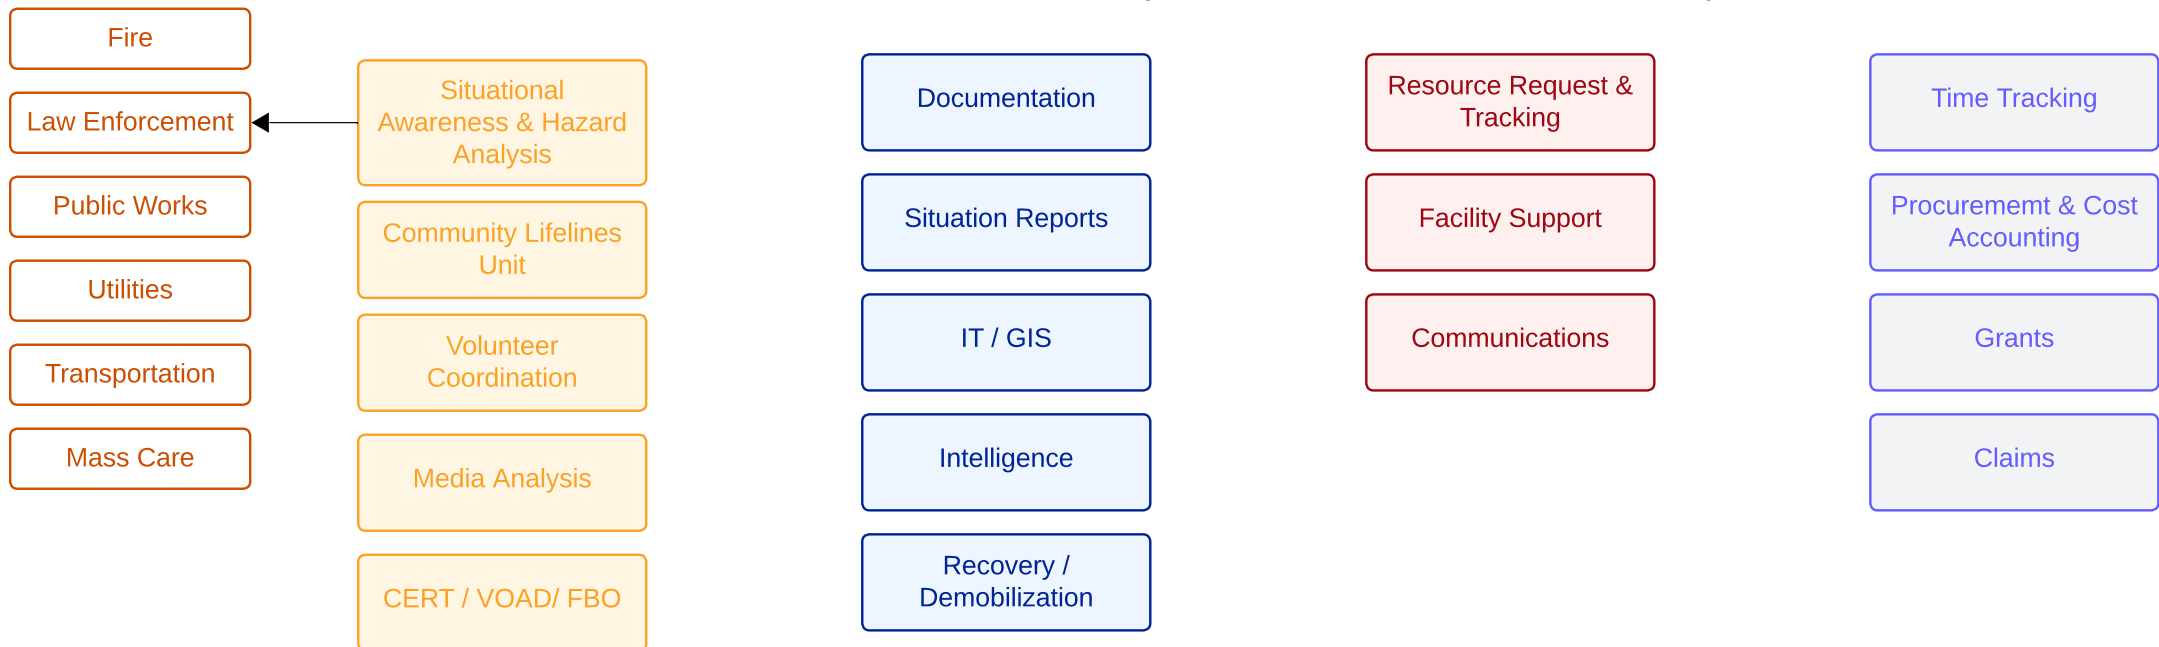 Fire
Law Enforcement
Public Works
Utilities
Transportation
Mass Care
Situational
Awareness & Hazard
Analysis
Community Lifelines
Unit
Volunteer
Coordination
Media Analysis
CERT / VOAD/ FBO
Documentation
Situation Reports
IT / GIS
Intelligence
Recovery /
Demobilization
Resource Request &
Tracking
Facility Support
Communications
Time Tracking
Procurememt & Cost
Accounting
Grants
Claims